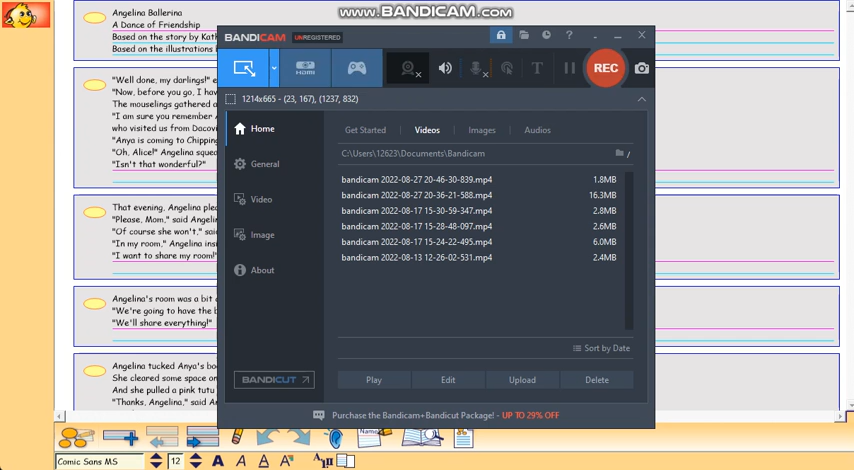 www.BANDICAM.com
Angelina Ballerina
A Dance of Friendship
Based on the story by Kath
Based on the illustrations b
BANDICAM UNREGISTERED
HDMI
REC
1214x665 - (23, 167), (1237, 832)
Home
General
Video
Image
About
BANDICUT
Get Started Videos Images Audios
C:\Users\12623\Documents\Bandicam
/
bandicam 2022-08-27 20-46-30-839.mp4 1.8MB
bandicam 2022-08-27 20-36-21-588.mp4 16.3MB
bandicam 2022-08-17 15-30-59-347.mp4 2.8MB
bandicam 2022-08-17 15-28-48-097.mp4 2.6MB
bandicam 2022-08-17 15-24-22-495.mp4 6.0MB
bandicam 2022-08-13 12-26-02-531.mp4 2.4MB
Sort by Date
Play Edit Upload Delete
Purchase the Bandicam+Bandicut Package! - UP TO 29% OFF
"Well done, my darlings!" e
"Now, before you go, I hav
The mouselings gathered a
"I am sure you remember A
who visited us from Dacovi
"Anya is coming to Chipping
"Oh, Alice!" Angelina squea
"Isn't that wonderful?"
That evening, Angelina plea
"Please, Mom," said Angelin
"Of course she won't," said
"In my room," Angelina insi
"I want to share my room!"
Angelina's room was a bit c
"We're going to have the b
"We'll share everything!"
Angelina tucked Anya's bo
She cleared some space on
And she pulled a pink tutu
"Thanks, Angelina," said An
Name
Comic Sans MS 12 A A A A